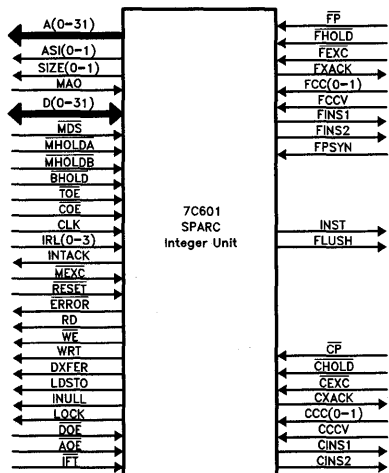 A(0-31)
ASI(0-1)
SIZE(0-1)
MAO
D(0-31)
MDS
MHOLDA
MHOLDB
BHOLD
TOE
COE
CLK
IRL(0-3)
INTACK
MEXC
RESET
ERROR
RD
WE
WRT
DXFER
LDSTO
INULL
LOCK
DOE
AOE
IFT
7C601
SPARC
Integer Unit
FP
FHOLD
FEXC
FXACK
FCC(0-1)
FCCV
FINS1
FINS2
FPSYN
INST
FLUSH
CP
CHOLD
CEXC
CXACK
CCC(0-1)
CCCV
CINS1
CINS2